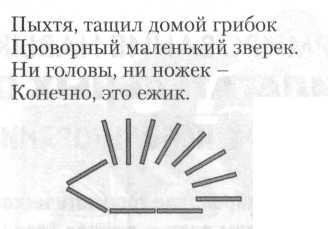 Пыхтя, тащил домой грибок
Проворный маленький зверек.
Ни головы, ни ножек –
Конечно, это ежик.